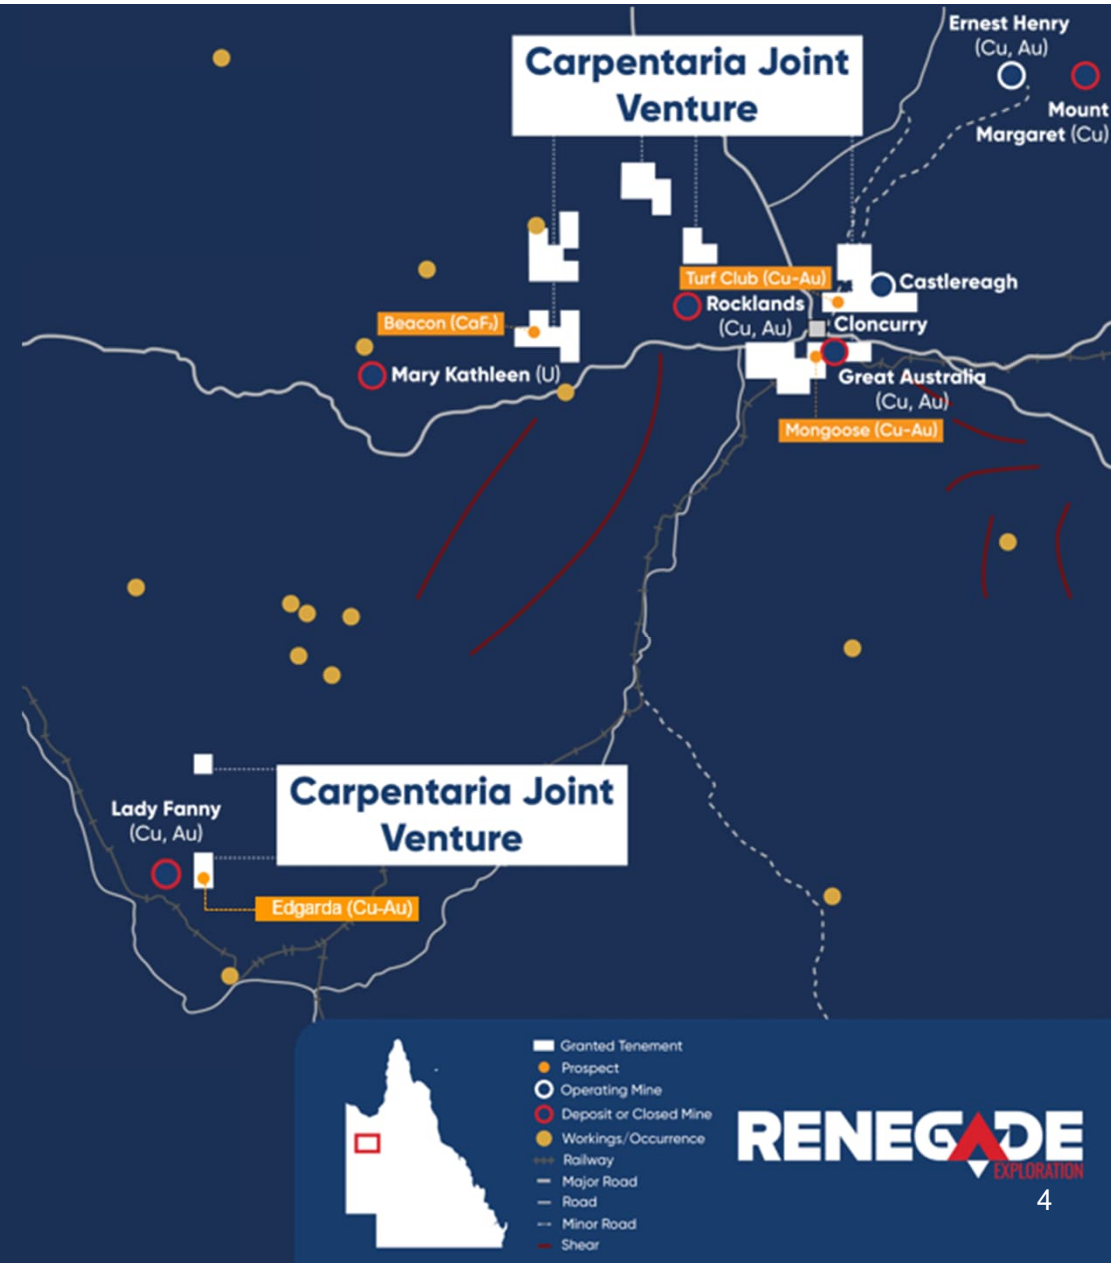 Ernest Henry
(Cu, Au)
Carpentaria Joint
Venture
Mount
Margaret (Cu)
Turf Club (Cu-Au)
Castlereagh
Rocklands
(Cu, Au)
Cloncurry
Beacon (CaF₂)
Mary Kathleen (U)
Great Australia
(Cu, Au)
Mongoose (Cu-Au)
Carpentaria Joint
Venture
Lady Fanny
(Cu, Au)
Edgarda (Cu-Au)
Granted Tenement
Prospect
Operating Mine
Deposit or Closed Mine
Workings/Occurrence
Railway
Major Road
Road
Minor Road
Shear
RENEGADE
EXPLORATION
4